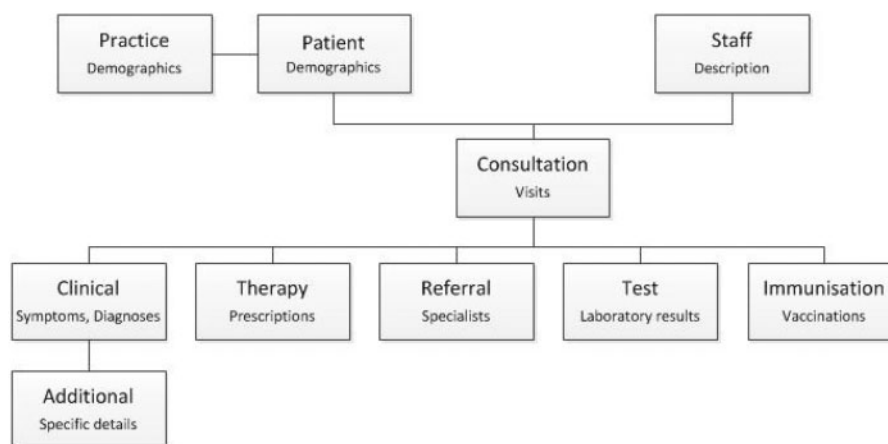 Practice
Demographics
Patient
Demographics
Staff
Description
Consultation
Visits
Clinical
Symptoms, Diagnoses
Therapy
Prescriptions
Referral
Specialists
Test
Laboratory results
Immunisation
Vaccinations
Additional
Specific details